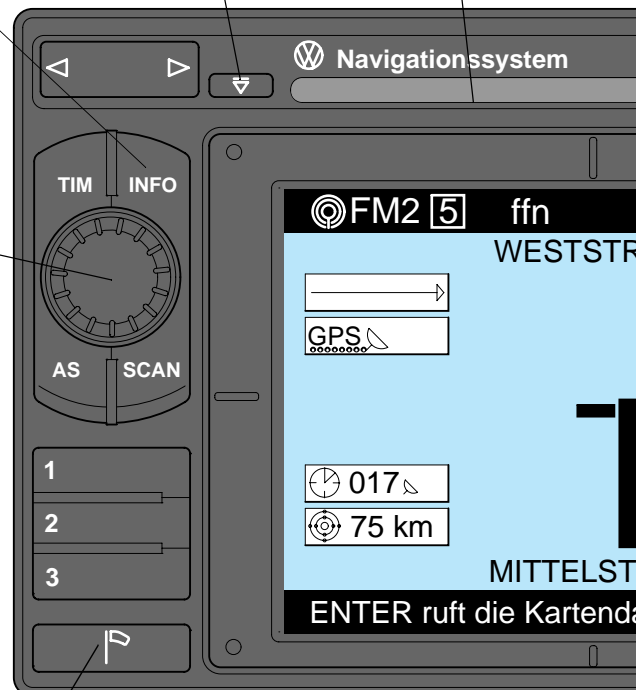 Navigationssystem
TIM INFO
AS SCAN
1
2
3
FM2 5 ffn
WESTSTR
GPS
017
75 km
MITTELST
ENTER ruft die Kartenda